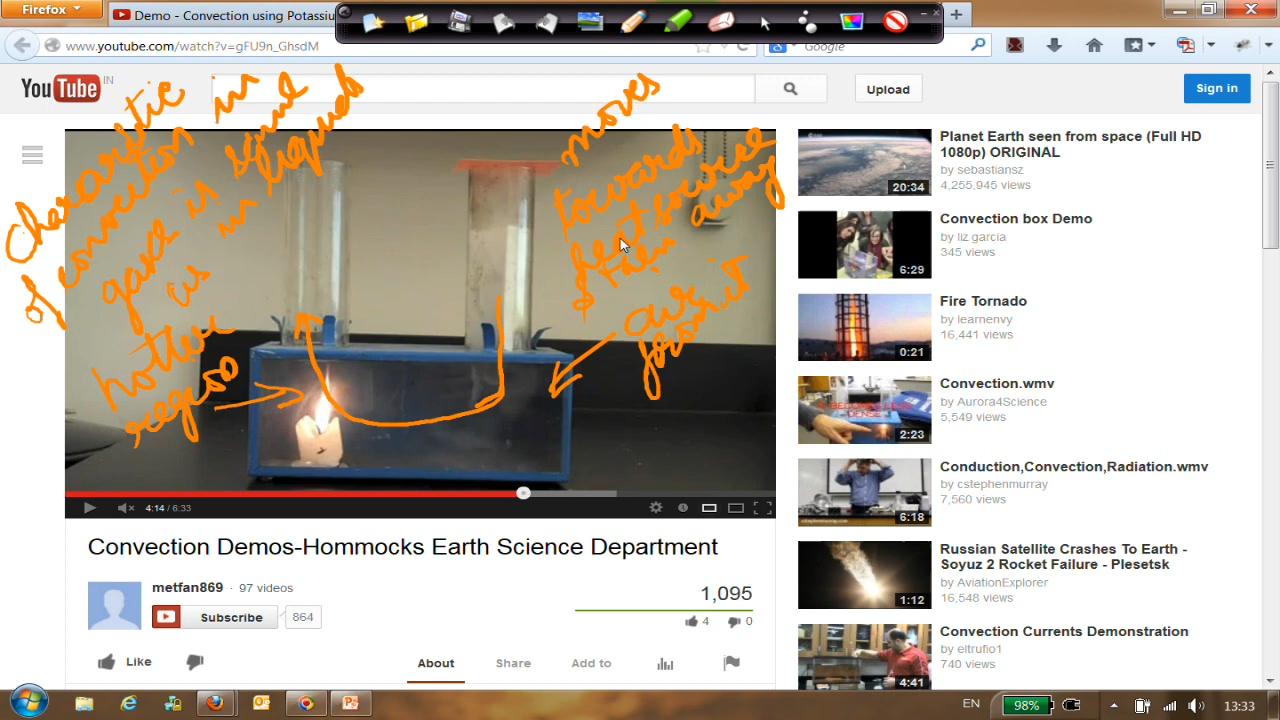 Firefox
Demo - Convection using Potassiu
www.youtube.com/watch?v=gFU9n_GhsdM
Google
YouTube IN
Upload
Sign in
Characteristic
of convection in
gases is same
as in liquids
hotter
region
moves
towards
heat source
then away
from it
air
4:14 / 6:33
Convection Demos-Hommocks Earth Science Department
metfan869 · 97 videos
Subscribe 864
1,095
4 0
Like
About Share Add to
20:34
Planet Earth seen from space (Full HD
1080p) ORIGINAL
by sebastiansz
4,255,945 views
6:29
Convection box Demo
by liz garcia
345 views
0:21
Fire Tornado
by learnenvy
16,441 views
2:23
Convection.wmv
by Aurora4Science
5,549 views
6:18
Conduction,Convection,Radiation.wmv
by cstephenmurray
7,560 views
1:12
Russian Satellite Crashes To Earth -
Soyuz 2 Rocket Failure - Plesetsk
by AviationExplorer
16,548 views
4:41
Convection Currents Demonstration
by eltrufio1
740 views
EN
98%
13:33